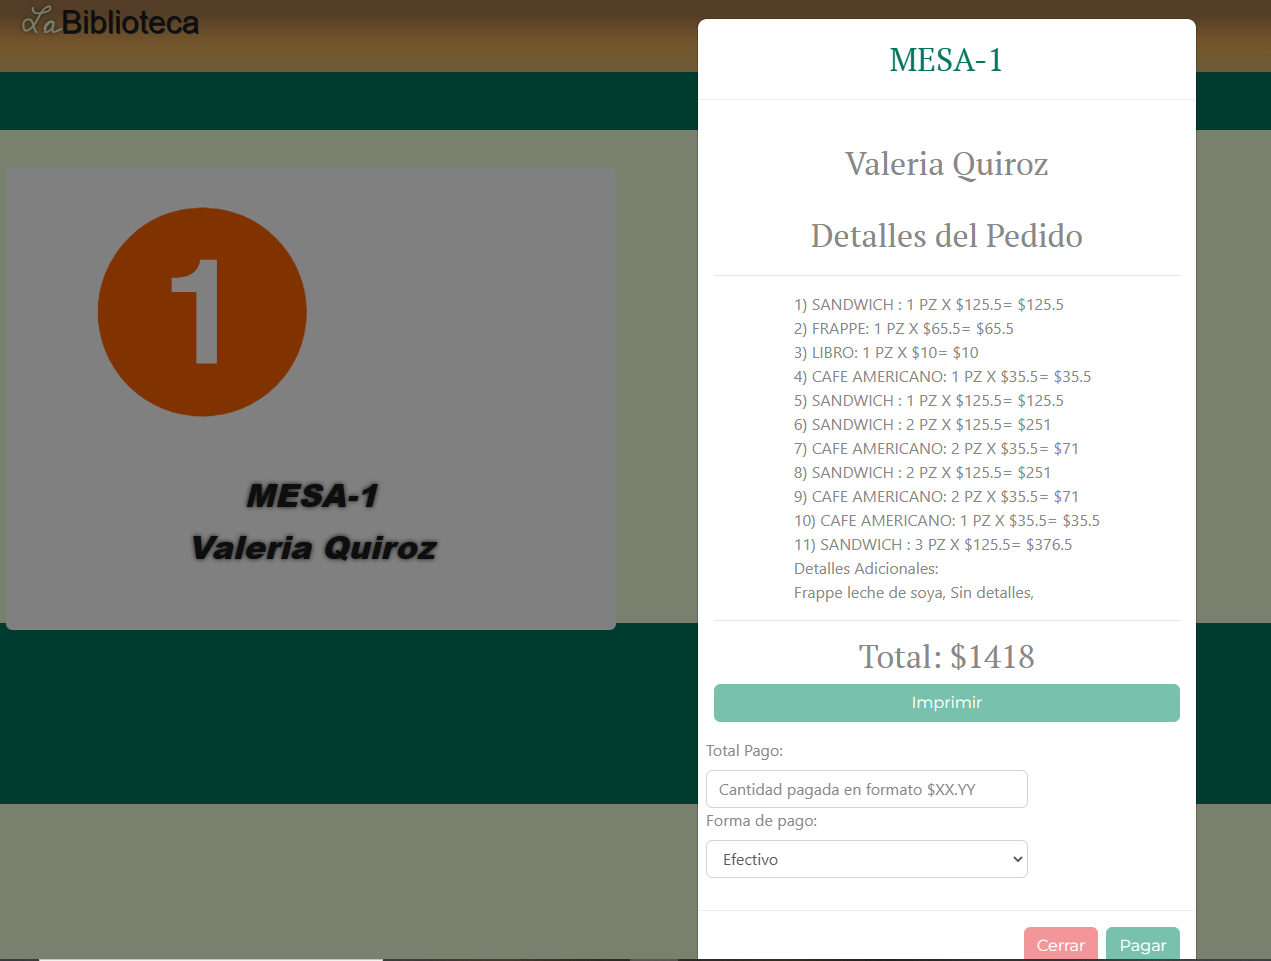 La Biblioteca
1
MESA-1
Valeria Quiroz
MESA-1
Valeria Quiroz
Detalles del Pedido
1) SANDWICH : 1 PZ X $125.5= $125.5
2) FRAPPE: 1 PZ X $65.5= $65.5
3) LIBRO: 1 PZ X $10= $10
4) CAFE AMERICANO: 1 PZ X $35.5= $35.5
5) SANDWICH : 1 PZ X $125.5= $125.5
6) SANDWICH : 2 PZ X $125.5= $251
7) CAFE AMERICANO: 2 PZ X $35.5= $71
8) SANDWICH : 2 PZ X $125.5= $251
9) CAFE AMERICANO: 2 PZ X $35.5= $71
10) CAFE AMERICANO: 1 PZ X $35.5= $35.5
11) SANDWICH : 3 PZ X $125.5= $376.5
Detalles Adicionales:
Frappe leche de soya, Sin detalles,
Total: $1418
Imprimir
Total Pago:
Cantidad pagada en formato $XX.YY
Forma de pago:
Efectivo
Cerrar
Pagar